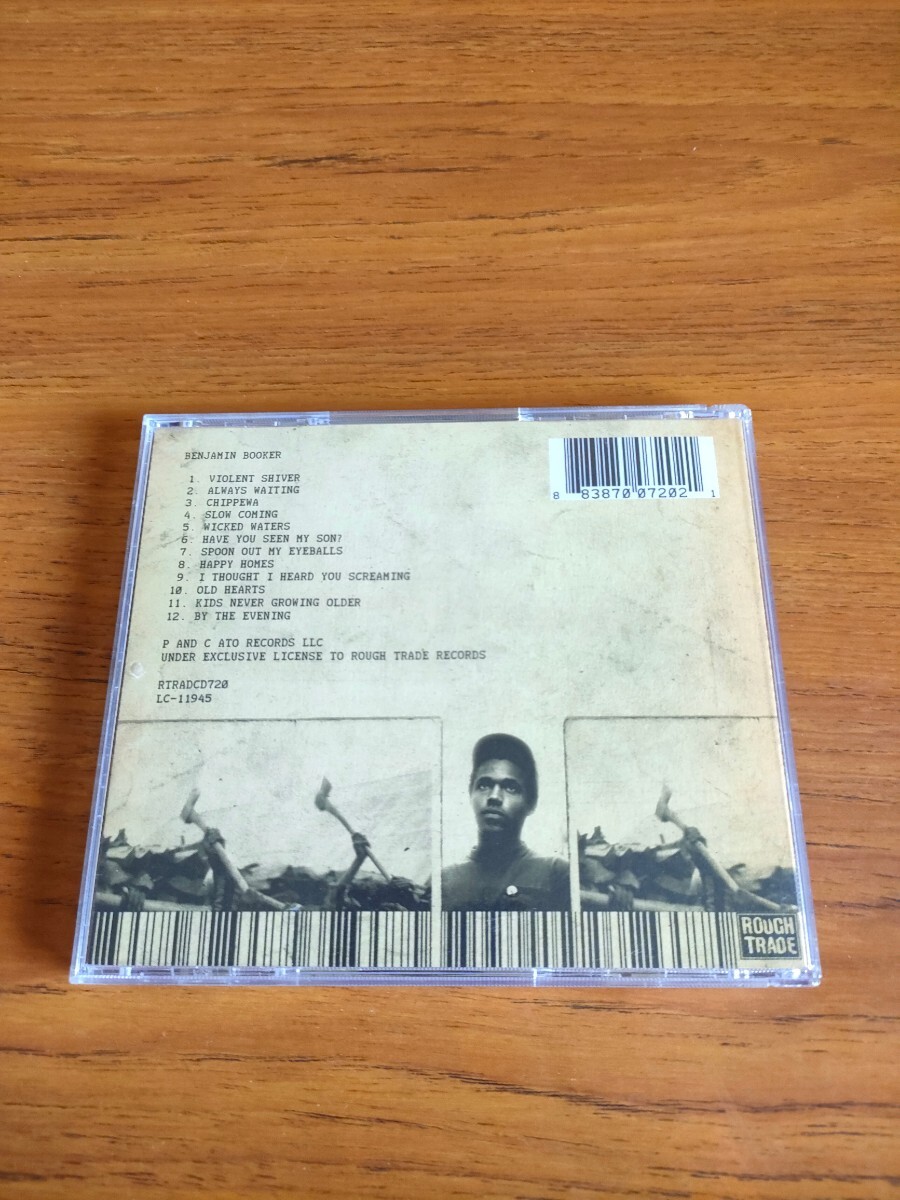 BENJAMIN BOOKER
1. VIOLENT SHIVER
2. ALWAYS WAITING
3. CHIPPEWA
4. SLOW COMING
5. WICKED WATERS
6. HAVE YOU SEEN MY SON?
7. SPOON OUT MY EYEBALLS
8. HAPPY HOMES
9. I THOUGHT I HEARD YOU SCREAMING
10. OLD HEARTS
11. KIDS NEVER GROWING OLDER
12. BY THE EVENING
P AND C ATO RECORDS LLC
UNDER EXCLUSIVE LICENSE TO ROUGH TRADE RECORDS
RTRADCD720
LC-11945
8 83870 07202 1
ROUGH
TRADE